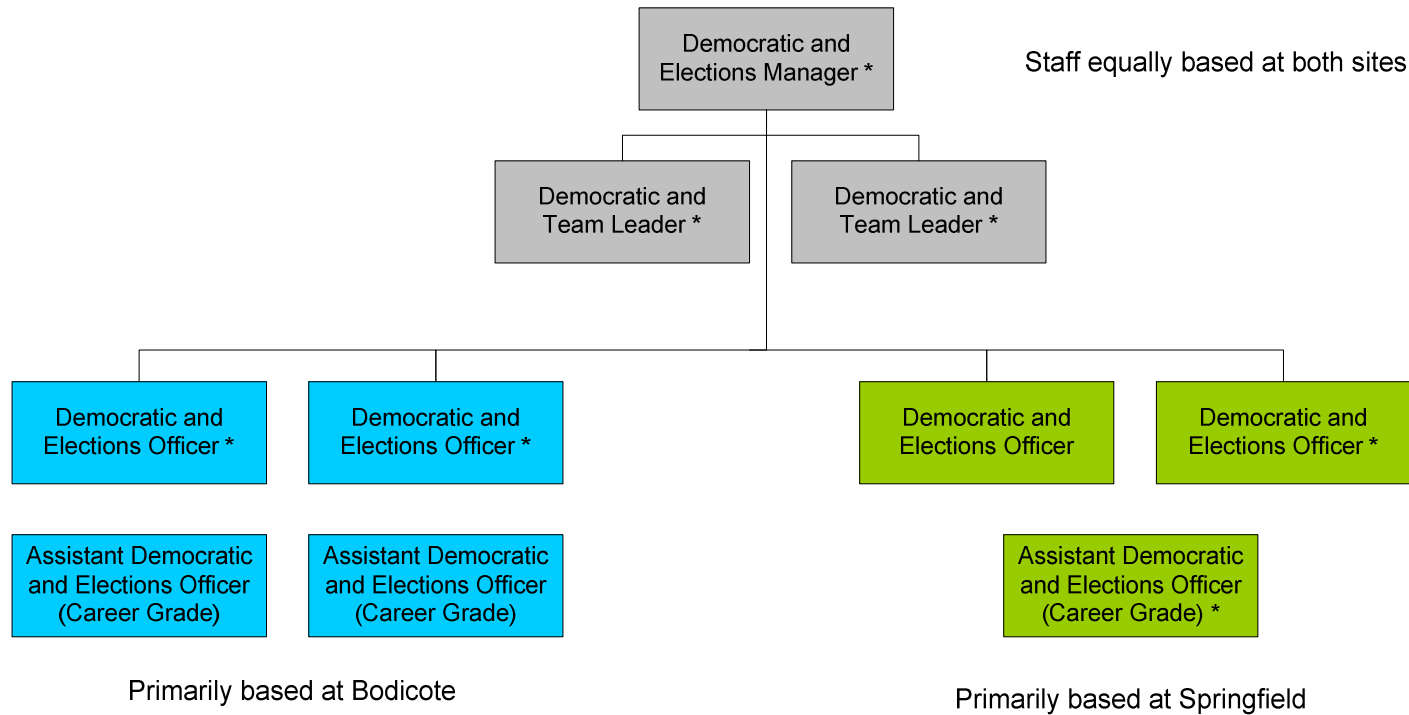 Democratic and
Elections Manager *
Staff equally based at both sites
Democratic and
Team Leader *
Democratic and
Team Leader *
Democratic and
Elections Officer *
Democratic and
Elections Officer *
Democratic and
Elections Officer
Democratic and
Elections Officer *
Assistant Democratic
and Elections Officer
(Career Grade)
Assistant Democratic
and Elections Officer
(Career Grade)
Assistant Democratic
and Elections Officer
(Career Grade) *
Primarily based at Bodicote
Primarily based at Springfield